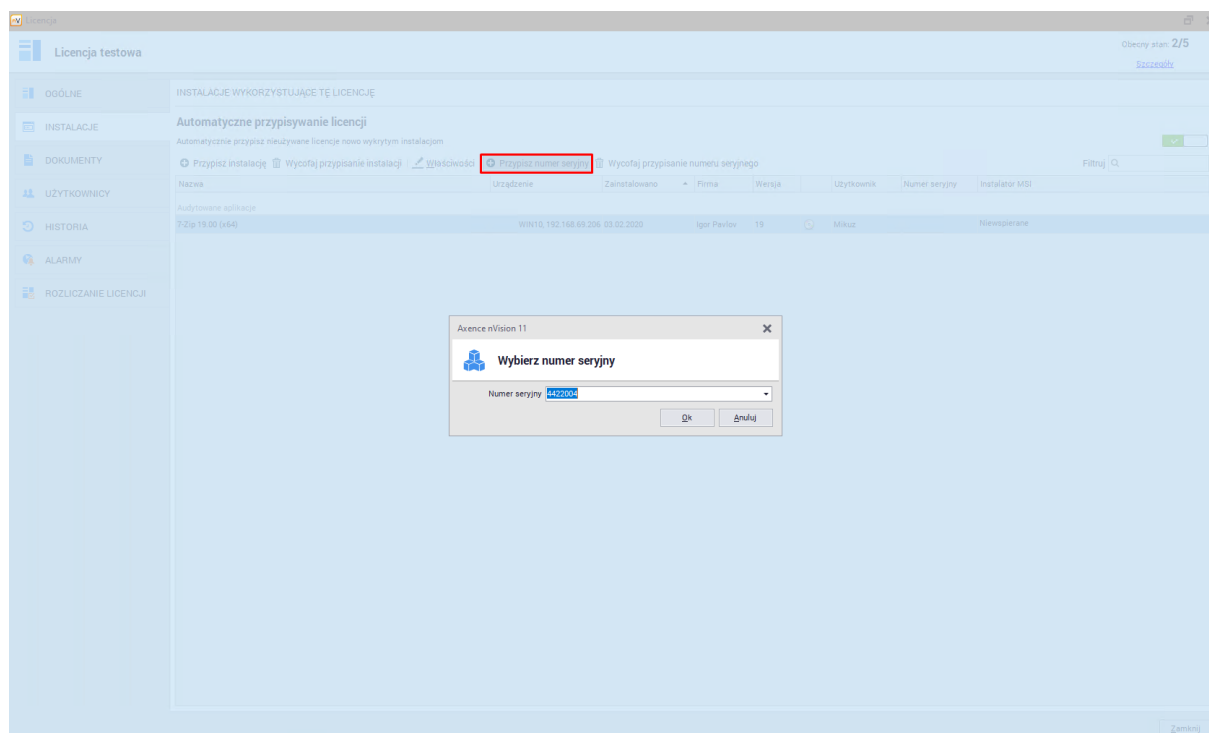 Licencja
Licencja testowa
Obecny stan: 2/5
Szczegóły
OGÓLNE
INSTALACJE
DOKUMENTY
UŻYTKOWNICY
HISTORIA
ALARMY
ROZLICZANIE LICENCJI
INSTALACJE WYKORZYSTUJĄCE TĘ LICENCJĘ
Automatyczne przypisywanie licencji
Automatycznie przypisz nieużywane licencje nowo wykrytym instalacjom
Przypisz instalację Wycofaj przypisanie instalacji Właściwości Przypisz numer seryjny Wycofaj przypisanie numeru seryjnego Filtruj
Nazwa Urządzenie Zainstalowano Firma Wersja Użytkownik Numer seryjny Instalator MSI
Audytowane aplikacje
7-Zip 19.00 (x64) WIN10, 192.168.59.206 03.02.2020 Igor Pavlov 19 Mikus Niewspierane
Axence nVision 11
Wybierz numer seryjny
Numer seryjny 4422004
Ok Anuluj
Zamknij